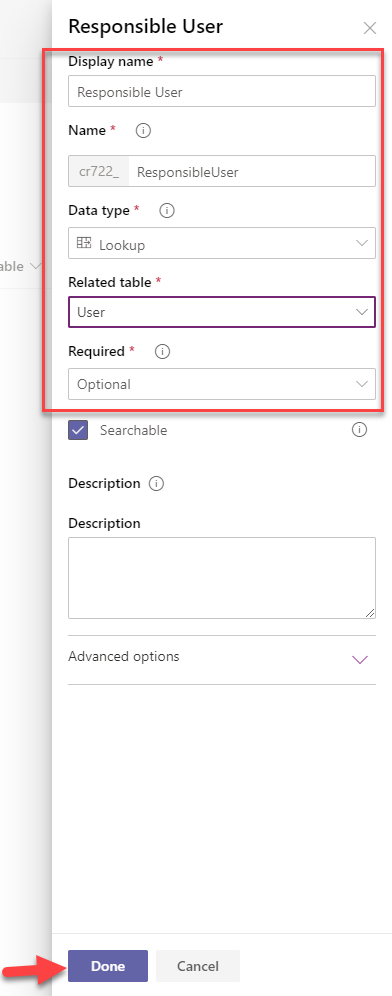 Responsible User
Display name *
Responsible User
Name *
cr722_ ResponsibleUser
Data type *
Lookup
able
Related table *
User
Required *
Optional
Searchable
Description
Description
Advanced options
Done Cancel